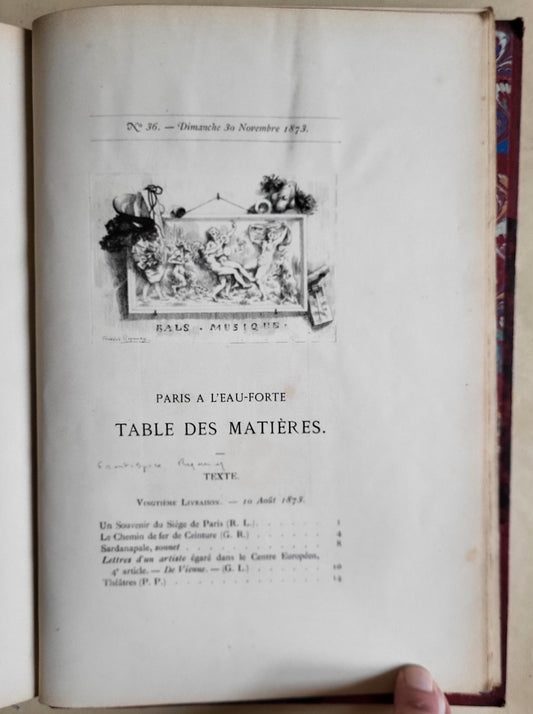 Nº 36. — Dimanche 30 Novembre 1873.
BALS · MUSIQUE ·
PARIS A L'EAU-FORTE
TABLE DES MATIÈRES.
TEXTE.
VINGTIÈME LIVRAISON. — 10 Août 1873.
Un Souvenir du Siége de Paris (R. L.). . . . . . . . . . 1
Le Chemin de fer de Ceinture (G. R.) . . . . . . . . . . 4
Sardanapale, sonnet . . . . . . . . . . . . . . . . 8
Lettres d'un artiste égaré dans le Centre Européen,
4e article. — De Vienne. — (G. L.) . . . . . . . . . . 10
Théâtres (P. P.) . . . . . . . . . . . . . . . . . 14